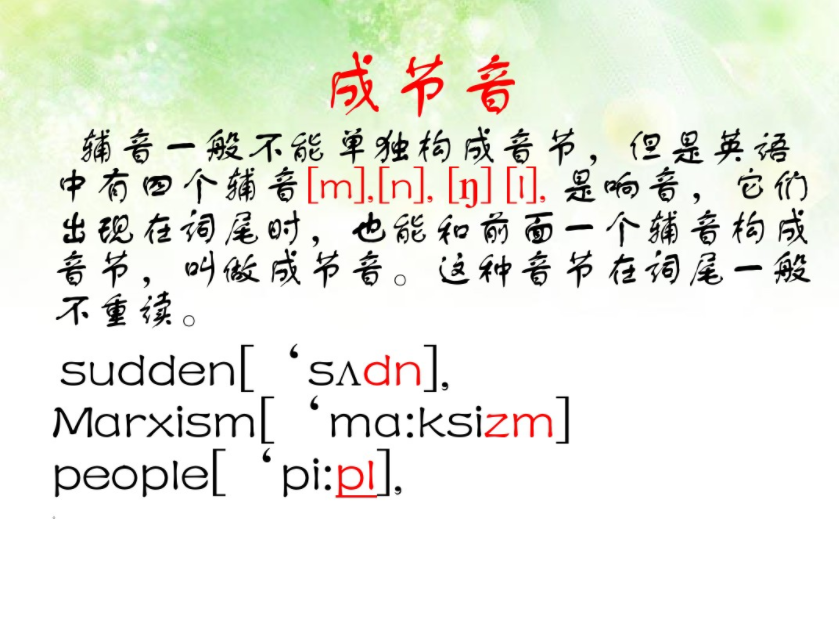 成节音
辅音一般不能单独构成音节，但是英语
中有四个辅音[m],[n], [ŋ] [l], 是响音，它们
出现在词尾时，也能和前面一个辅音构成
音节，叫做成节音。这种音节在词尾一般
不重读。
sudden[ ‘sʌdn],
Marxism[ ‘ma:ksizm]
people[ ‘pi:pl],